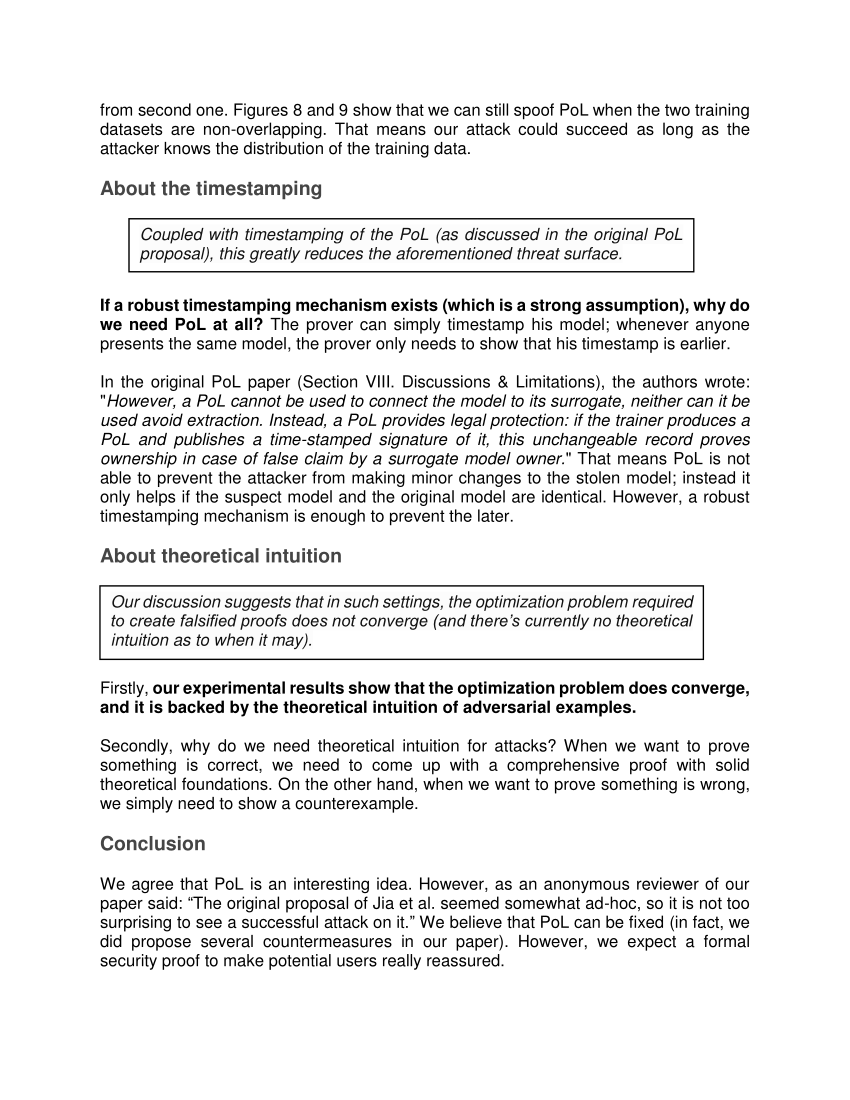 from second one. Figures 8 and 9 show that we can still spoof PoL when the two training
datasets are non-overlapping. That means our attack could succeed as long as the
attacker knows the distribution of the training data.
About the timestamping
Coupled with timestamping of the PoL (as discussed in the original PoL
proposal), this greatly reduces the aforementioned threat surface.
If a robust timestamping mechanism exists (which is a strong assumption), why do
we need PoL at all? The prover can simply timestamp his model; whenever anyone
presents the same model, the prover only needs to show that his timestamp is earlier.
In the original PoL paper (Section VIII. Discussions & Limitations), the authors wrote:
"However, a PoL cannot be used to connect the model to its surrogate, neither can it be
used avoid extraction. Instead, a PoL provides legal protection: if the trainer produces a
PoL and publishes a time-stamped signature of it, this unchangeable record proves
ownership in case of false claim by a surrogate model owner." That means PoL is not
able to prevent the attacker from making minor changes to the stolen model; instead it
only helps if the suspect model and the original model are identical. However, a robust
timestamping mechanism is enough to prevent the later.
About theoretical intuition
Our discussion suggests that in such settings, the optimization problem required
to create falsified proofs does not converge (and there's currently no theoretical
intuition as to when it may).
Firstly, our experimental results show that the optimization problem does converge,
and it is backed by the theoretical intuition of adversarial examples.
Secondly, why do we need theoretical intuition for attacks? When we want to prove
something is correct, we need to come up with a comprehensive proof with solid
theoretical foundations. On the other hand, when we want to prove something is wrong,
we simply need to show a counterexample.
Conclusion
We agree that PoL is an interesting idea. However, as an anonymous reviewer of our
paper said: “The original proposal of Jia et al. seemed somewhat ad-hoc, so it is not too
surprising to see a successful attack on it.” We believe that PoL can be fixed (in fact, we
did propose several countermeasures in our paper). However, we expect a formal
security proof to make potential users really reassured.